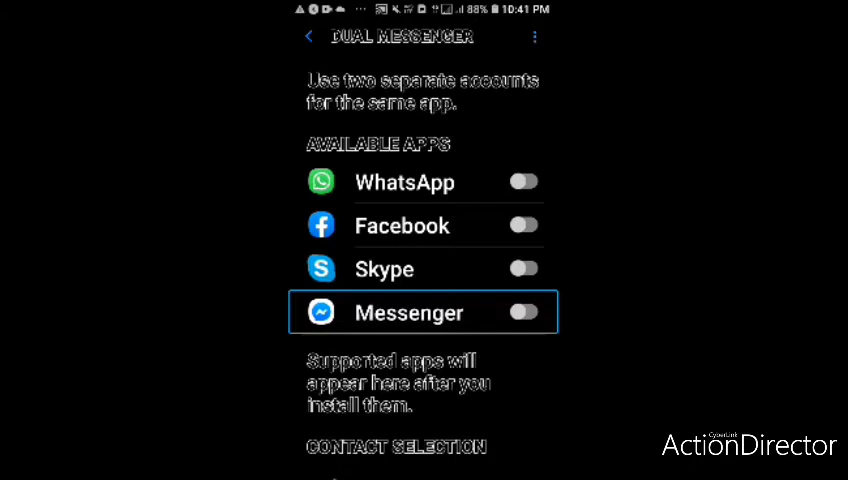 88% 10:41 PM
DUAL MESSENGER
Use two separate accounts
for the same app.
AVAILABLE APPS
WhatsApp
Facebook
Skype
Messenger
Supported apps will
appear here after you
install them.
CONTACT SELECTION
CyberLink
ActionDirector